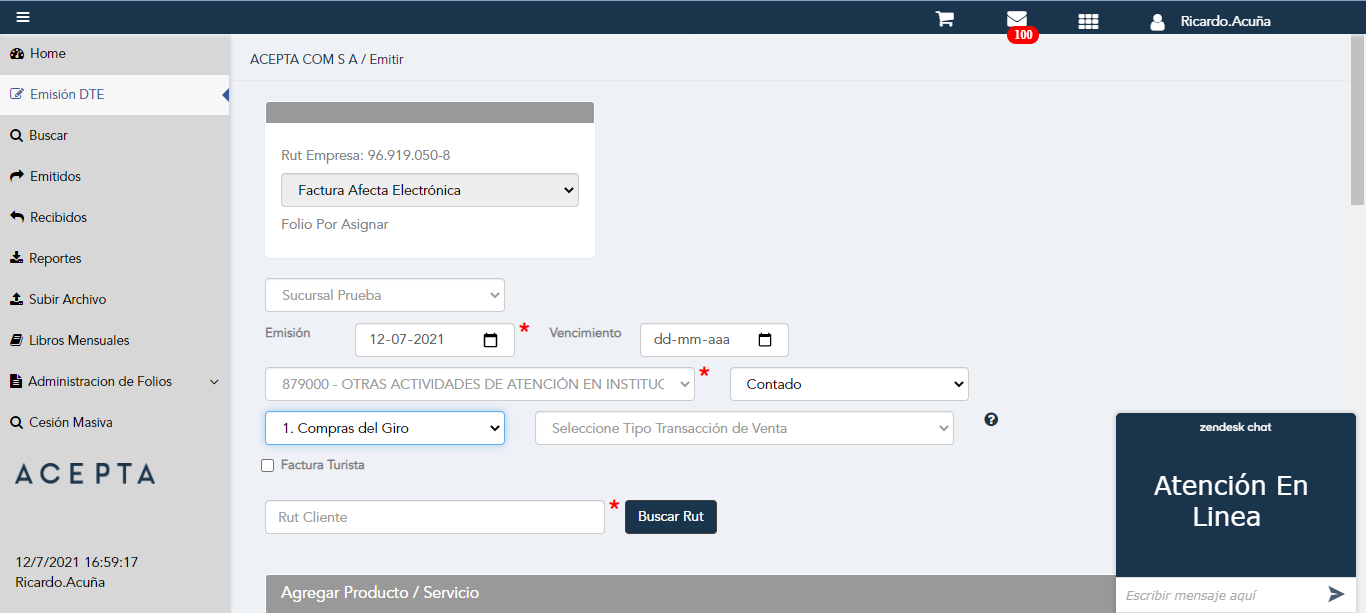 100
Ricardo.Acuña
Home
Emisión DTE
Buscar
Emitidos
Recibidos
Reportes
Subir Archivo
Libros Mensuales
Administracion de Folios
Cesión Masiva
ACEPTA
12/7/2021 16:59:17
Ricardo.Acuña
ACEPTA COM S A / Emitir
Rut Empresa: 96.919.050-8
Factura Afecta Electrónica
Folio Por Asignar
Sucursal Prueba
Emisión 12-07-2021 * Vencimiento dd-mm-aaa
879000 - OTRAS ACTIVIDADES DE ATENCIÓN EN INSTITUC * Contado
1. Compras del Giro Seleccione Tipo Transacción de Venta ?
Factura Turista
Rut Cliente * Buscar Rut
Agregar Producto / Servicio
zendesk chat
Atención En
Linea
Escribir mensaje aquí